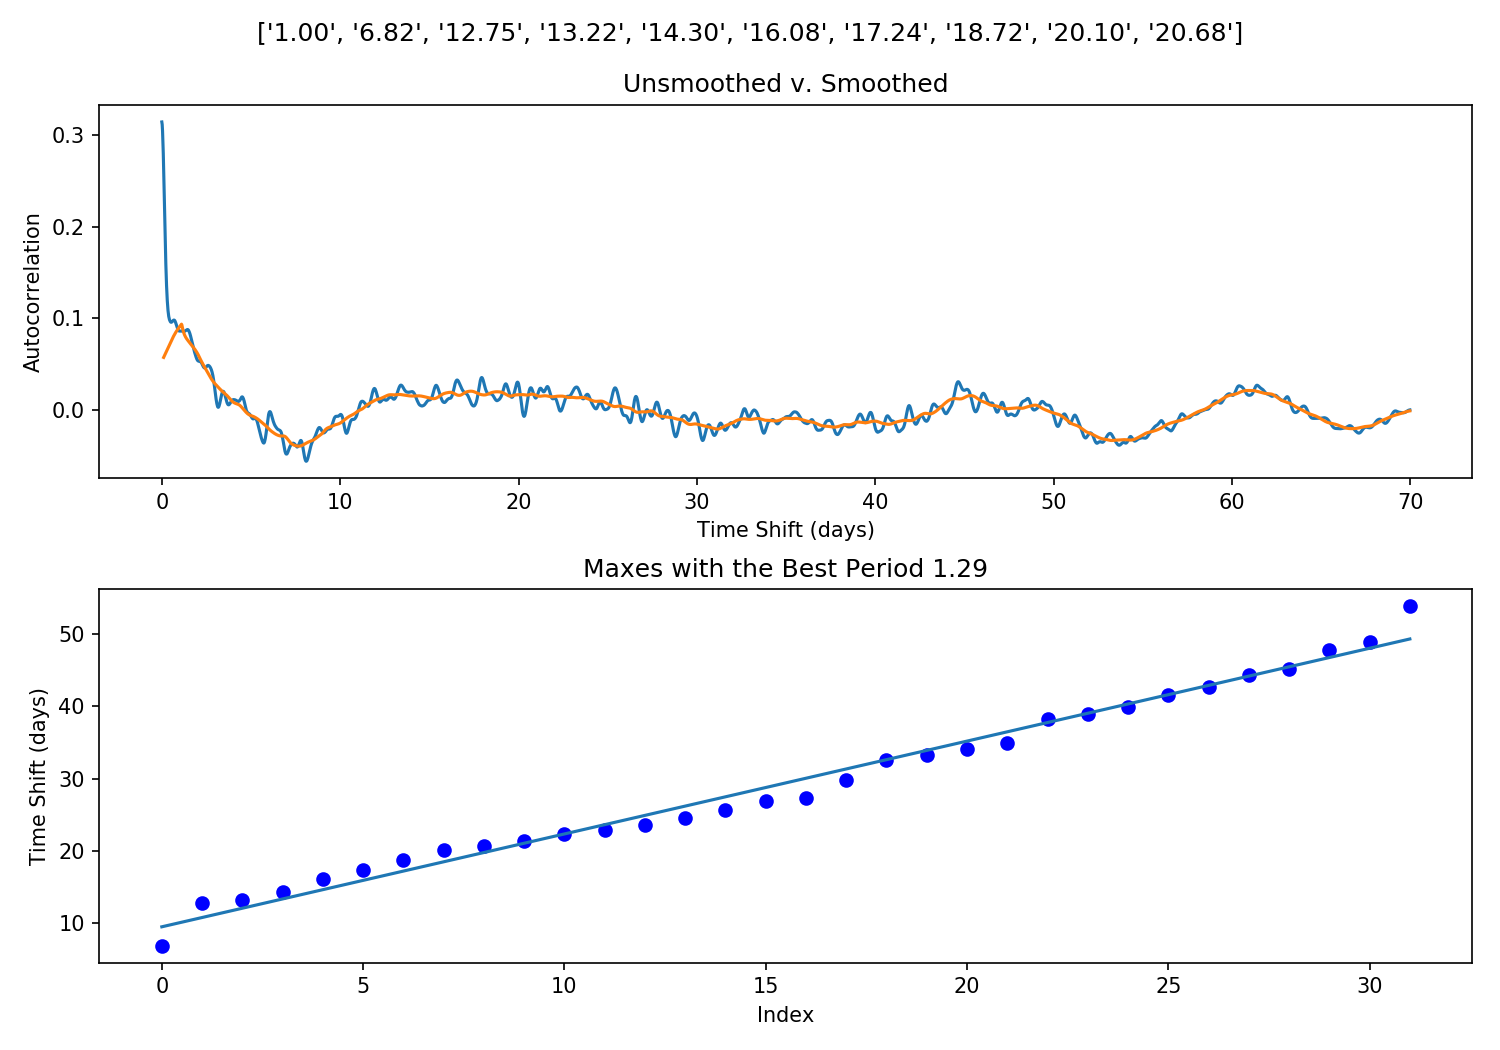 ['1.00', '6.82', '12.75', '13.22', '14.30', '16.08', '17.24', '18.72', '20.10', '20.68']
Unsmoothed v. Smoothed
Autocorrelation
0.3
0.2
0.1
0.0
0 10 20 30 40 50 60 70
Time Shift (days)
Maxes with the Best Period 1.29
Time Shift (days)
50
40
30
20
10
0 5 10 15 20 25 30
Index